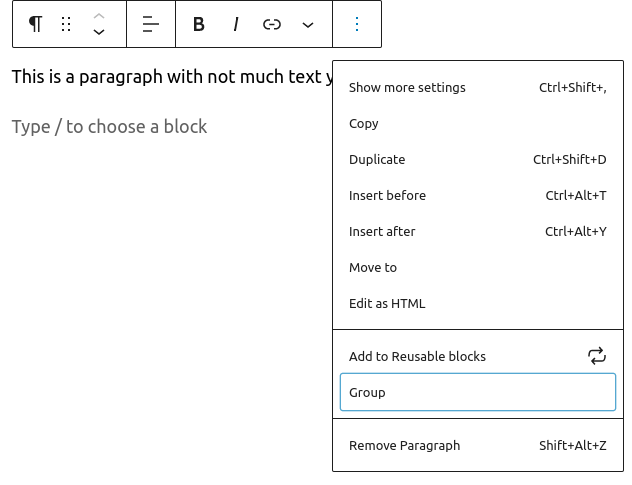 B I
This is a paragraph with not much text y
Type / to choose a block
Show more settings Ctrl+Shift+,
Copy
Duplicate Ctrl+Shift+D
Insert before Ctrl+Alt+T
Insert after Ctrl+Alt+Y
Move to
Edit as HTML
Add to Reusable blocks
Group
Remove Paragraph Shift+Alt+Z